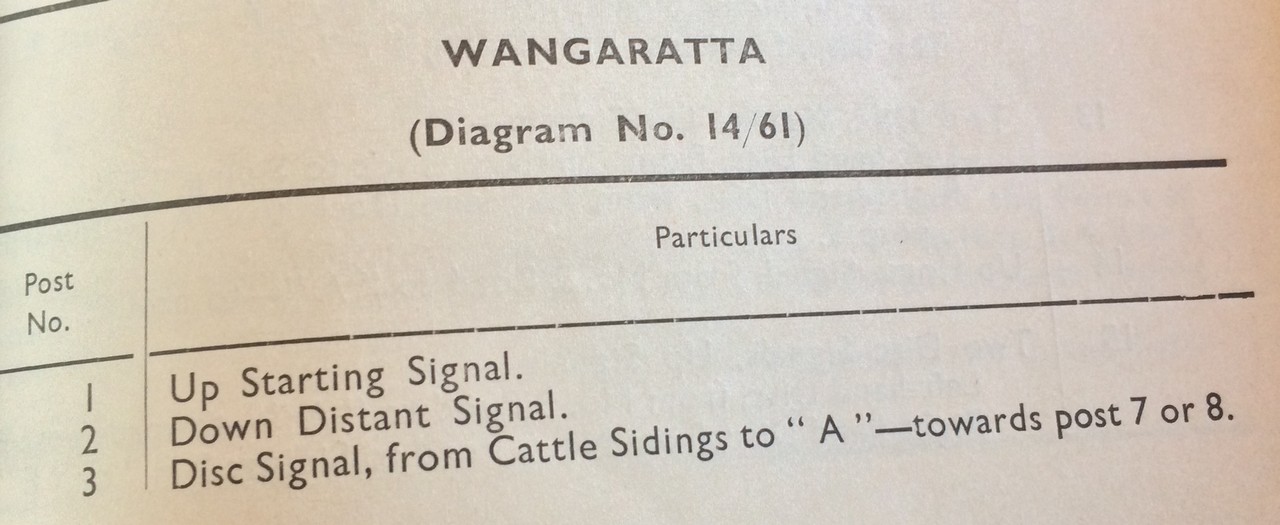 WANGARATTA
(Diagram No. 14/61)
Particulars
Post
No.
1 Up Starting Signal.
2 Down Distant Signal.
3 Disc Signal, from Cattle Sidings to “ A ”—towards post 7 or 8.